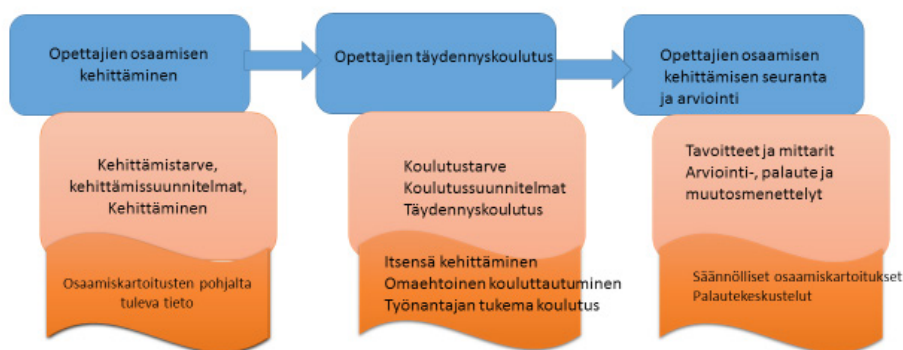 Opettajien osaamisen
kehittäminen
Kehittämistarve,
kehittämissuunnitelmat,
Kehittäminen
Osaamiskartoitusten pohjalta
tuleva tieto
Opettajien täydennyskoulutus
Koulutustarve
Koulutussuunnitelmat
Täydennyskoulutus
Itsensä kehittäminen
Omaehtoinen kouluttautuminen
Työnantajan tukema koulutus
Opettajien osaamisen
kehittämisen seuranta
ja arviointi
Tavoitteet ja mittarit
Arviointi-, palaute ja
muutosmenettelyt
Säännölliset osaamiskartoitukset
Palautekeskustelut